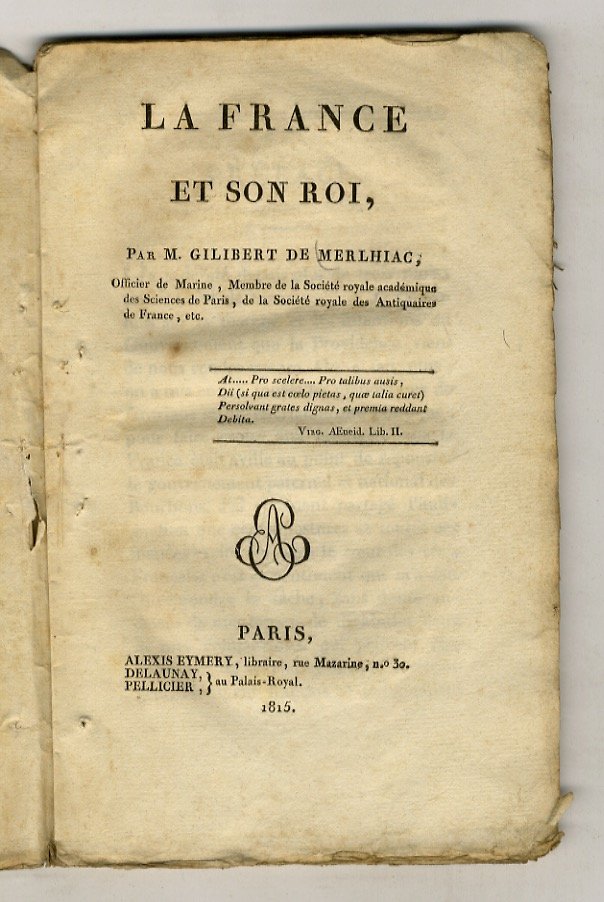 LA FRANCE
ET SON ROI,
PAR M. GILIBERT DE MERLHIAC,
Officier de Marine, Membre de la Société royale académique
des Sciences de Paris, de la Société royale des Antiquaires
de France, etc.
At..... Pro scelere.... Pro talibus ausis,
Dii (si qua est cœlo pietas, quæ talia curet)
Persolvant grates dignas, et premia reddant
Debita.
VIRG. AEneid. Lib. II.
PARIS,
ALEXIS EYMERY, libraire, rue Mazarine, n.º 30.
DELAUNAY,
PELLICIER, } au Palais-Royal.
1815.